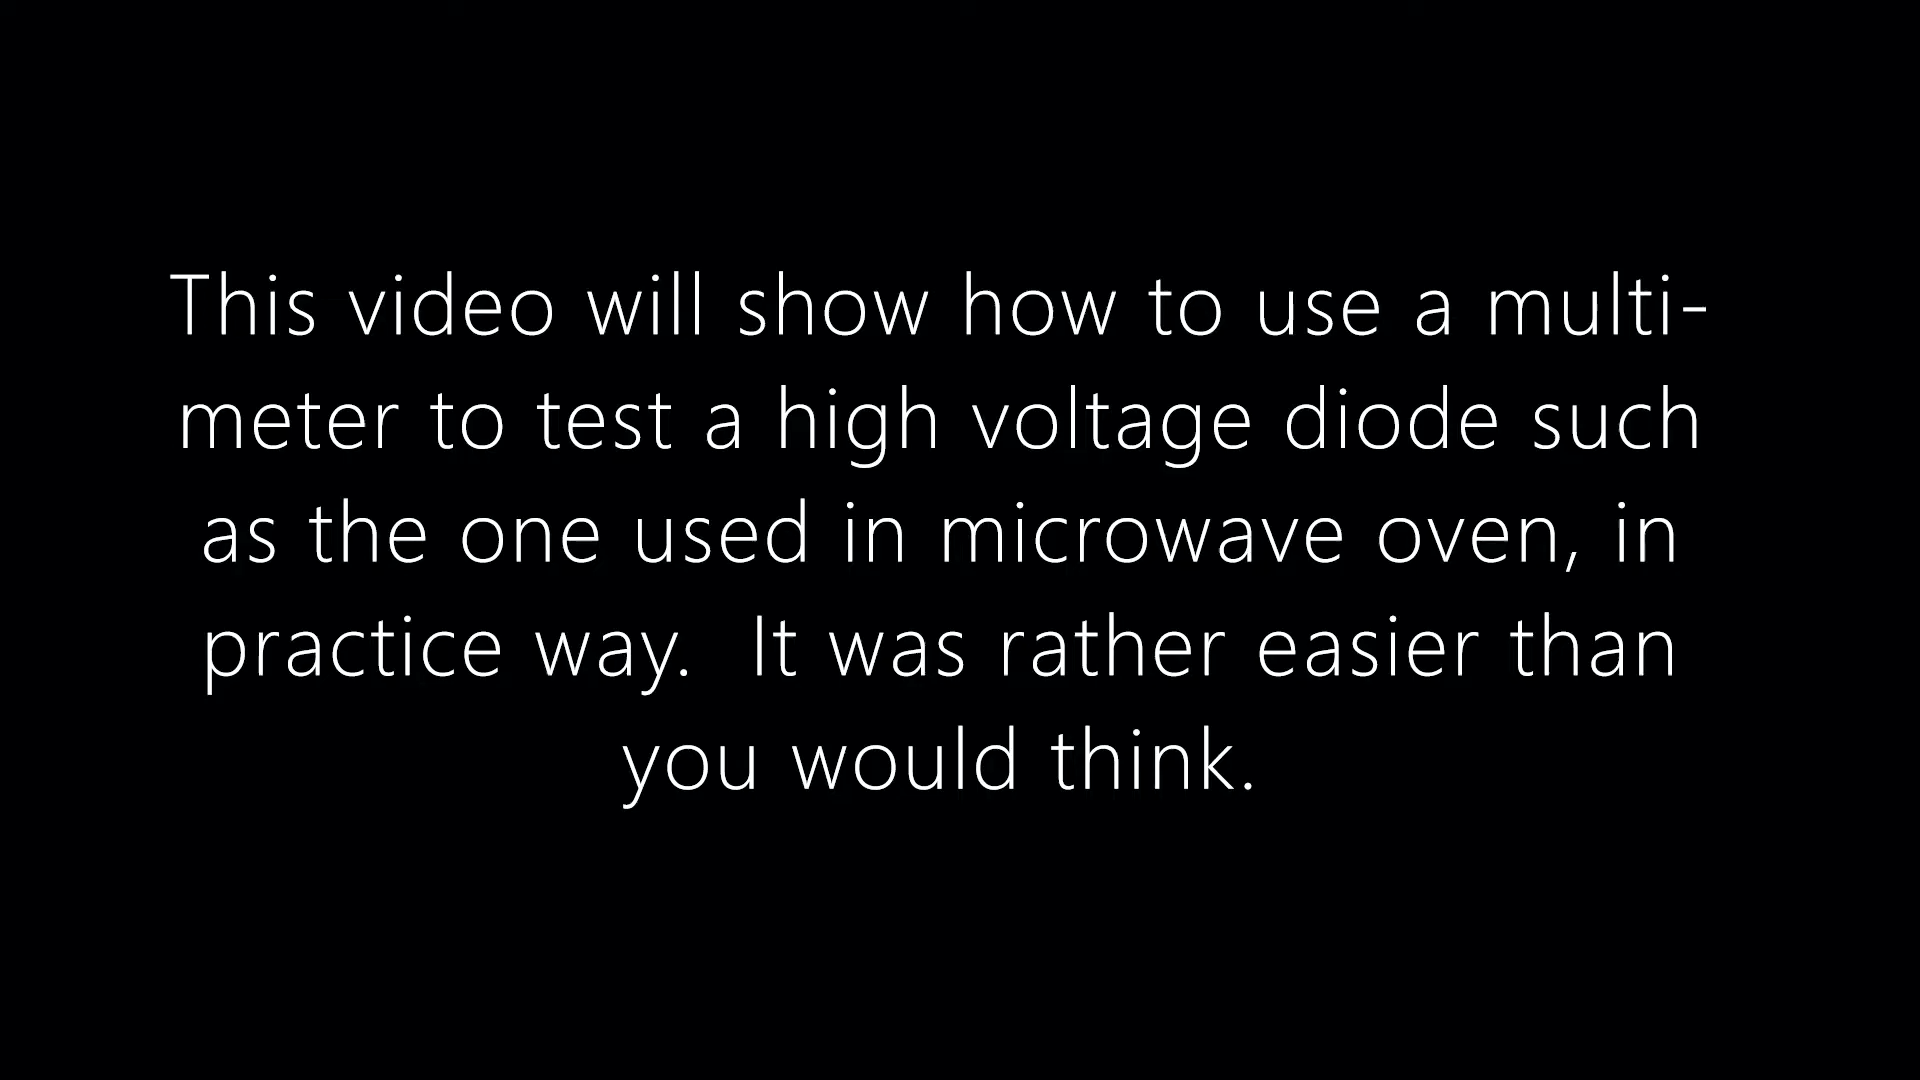 This video will show how to use a multi-
meter to test a high voltage diode such
as the one used in microwave oven, in
practice way.  It was rather easier than
you would think.